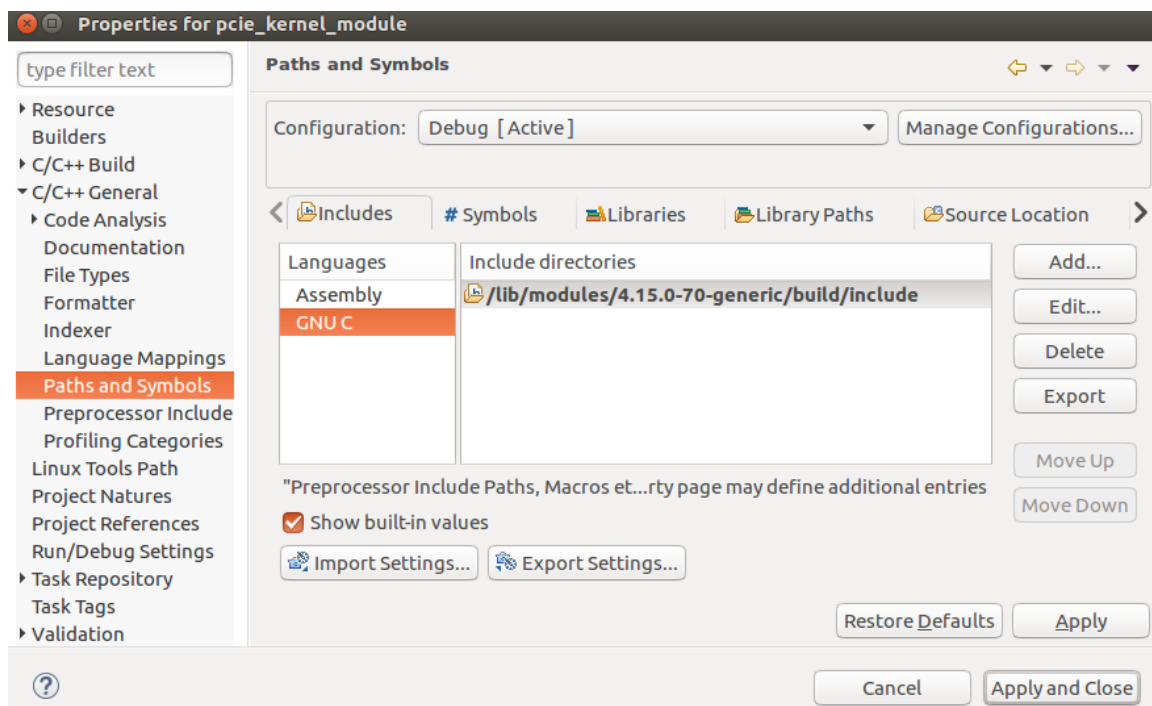 Properties for pcie_kernel_module
type filter text
Resource
Builders
C/C++ Build
C/C++ General
Code Analysis
Documentation
File Types
Formatter
Indexer
Language Mappings
Paths and Symbols
Preprocessor Include
Profiling Categories
Linux Tools Path
Project Natures
Project References
Run/Debug Settings
Task Repository
Task Tags
Validation
Paths and Symbols
Configuration: Debug [Active] Manage Configurations...
Includes # Symbols Libraries Library Paths Source Location
Languages Include directories
Assembly /lib/modules/4.15.0-70-generic/build/include
GNU C
Add...
Edit...
Delete
Export
Move Up
Move Down
"Preprocessor Include Paths, Macros et...rty page may define additional entries
Show built-in values
Import Settings... Export Settings...
Restore Defaults Apply
Cancel Apply and Close